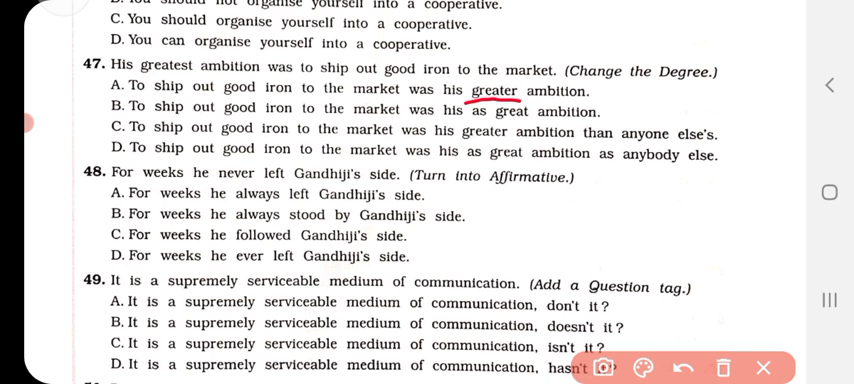 D. You should not organise yourself into a cooperative.
C. You should organise yourself into a cooperative.
D. You can organise yourself into a cooperative.
47. His greatest ambition was to ship out good iron to the market. (Change the Degree.)
A. To ship out good iron to the market was his greater ambition.
B. To ship out good iron to the market was his as great ambition.
C. To ship out good iron to the market was his greater ambition than anyone else's.
D. To ship out good iron to the market was his as great ambition as anybody else.
48. For weeks he never left Gandhiji's side. (Turn into Affirmative.)
A. For weeks he always left Gandhiji's side.
B. For weeks he always stood by Gandhiji's side.
C. For weeks he followed Gandhiji's side.
D. For weeks he ever left Gandhiji's side.
49. It is a supremely serviceable medium of communication. (Add a Question tag.)
A. It is a supremely serviceable medium of communication, don't it?
B. It is a supremely serviceable medium of communication, doesn't it?
C. It is a supremely serviceable medium of communication, isn't it?
D. It is a supremely serviceable medium of communication, hasn't